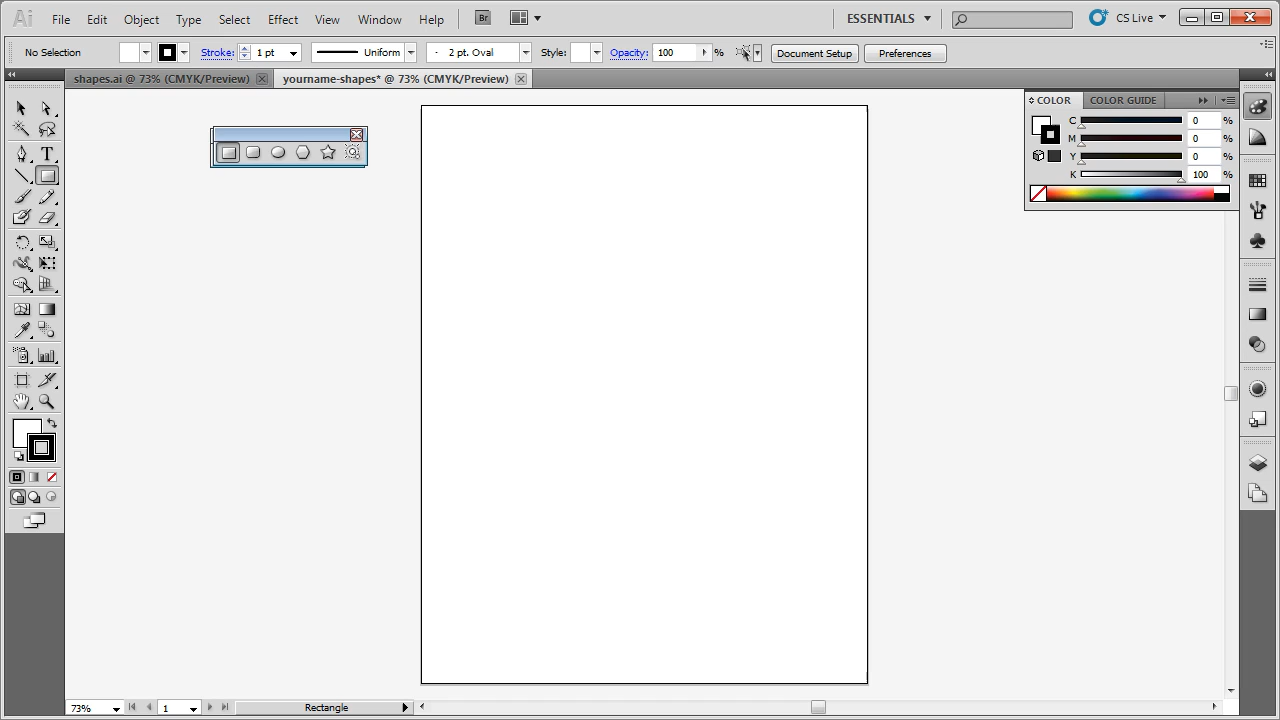 Ai File Edit Object Type Select Effect View Window Help Br ESSENTIALS CS Live
No Selection Stroke: 1 pt Uniform 2 pt. Oval Style: Opacity: 100 % Document Setup Preferences
shapes.ai @ 73% (CMYK/Preview) yourname-shapes* @ 73% (CMYK/Preview)
COLOR COLOR GUIDE
C 0 %
M 0 %
Y 0 %
K 100 %
T
73% 1 Rectangle